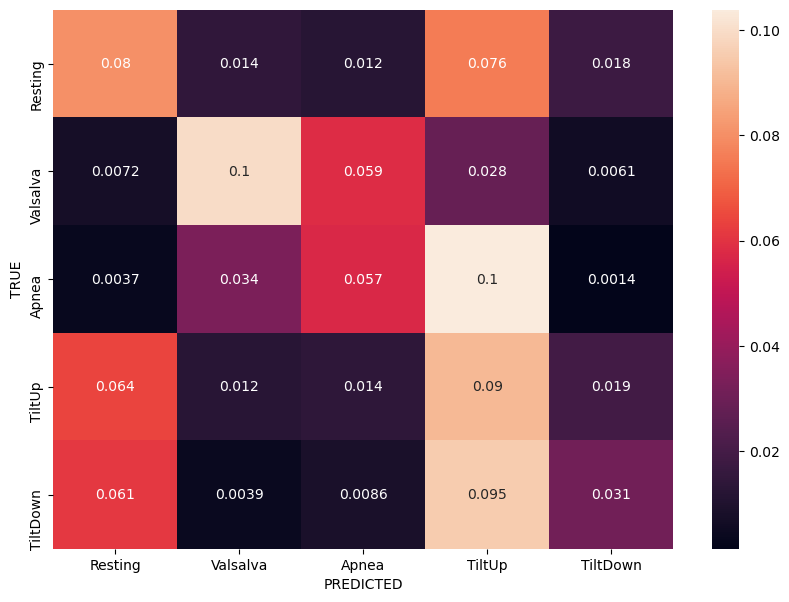 Resting 0.08 0.014 0.012 0.076 0.018
Valsalva 0.0072 0.1 0.059 0.028 0.0061
Apnea 0.0037 0.034 0.057 0.1 0.0014
TiltUp 0.064 0.012 0.014 0.09 0.019
TiltDown 0.061 0.0039 0.0086 0.095 0.031
TRUE
Resting Valsalva Apnea TiltUp TiltDown
PREDICTED
0.10
0.08
0.06
0.04
0.02